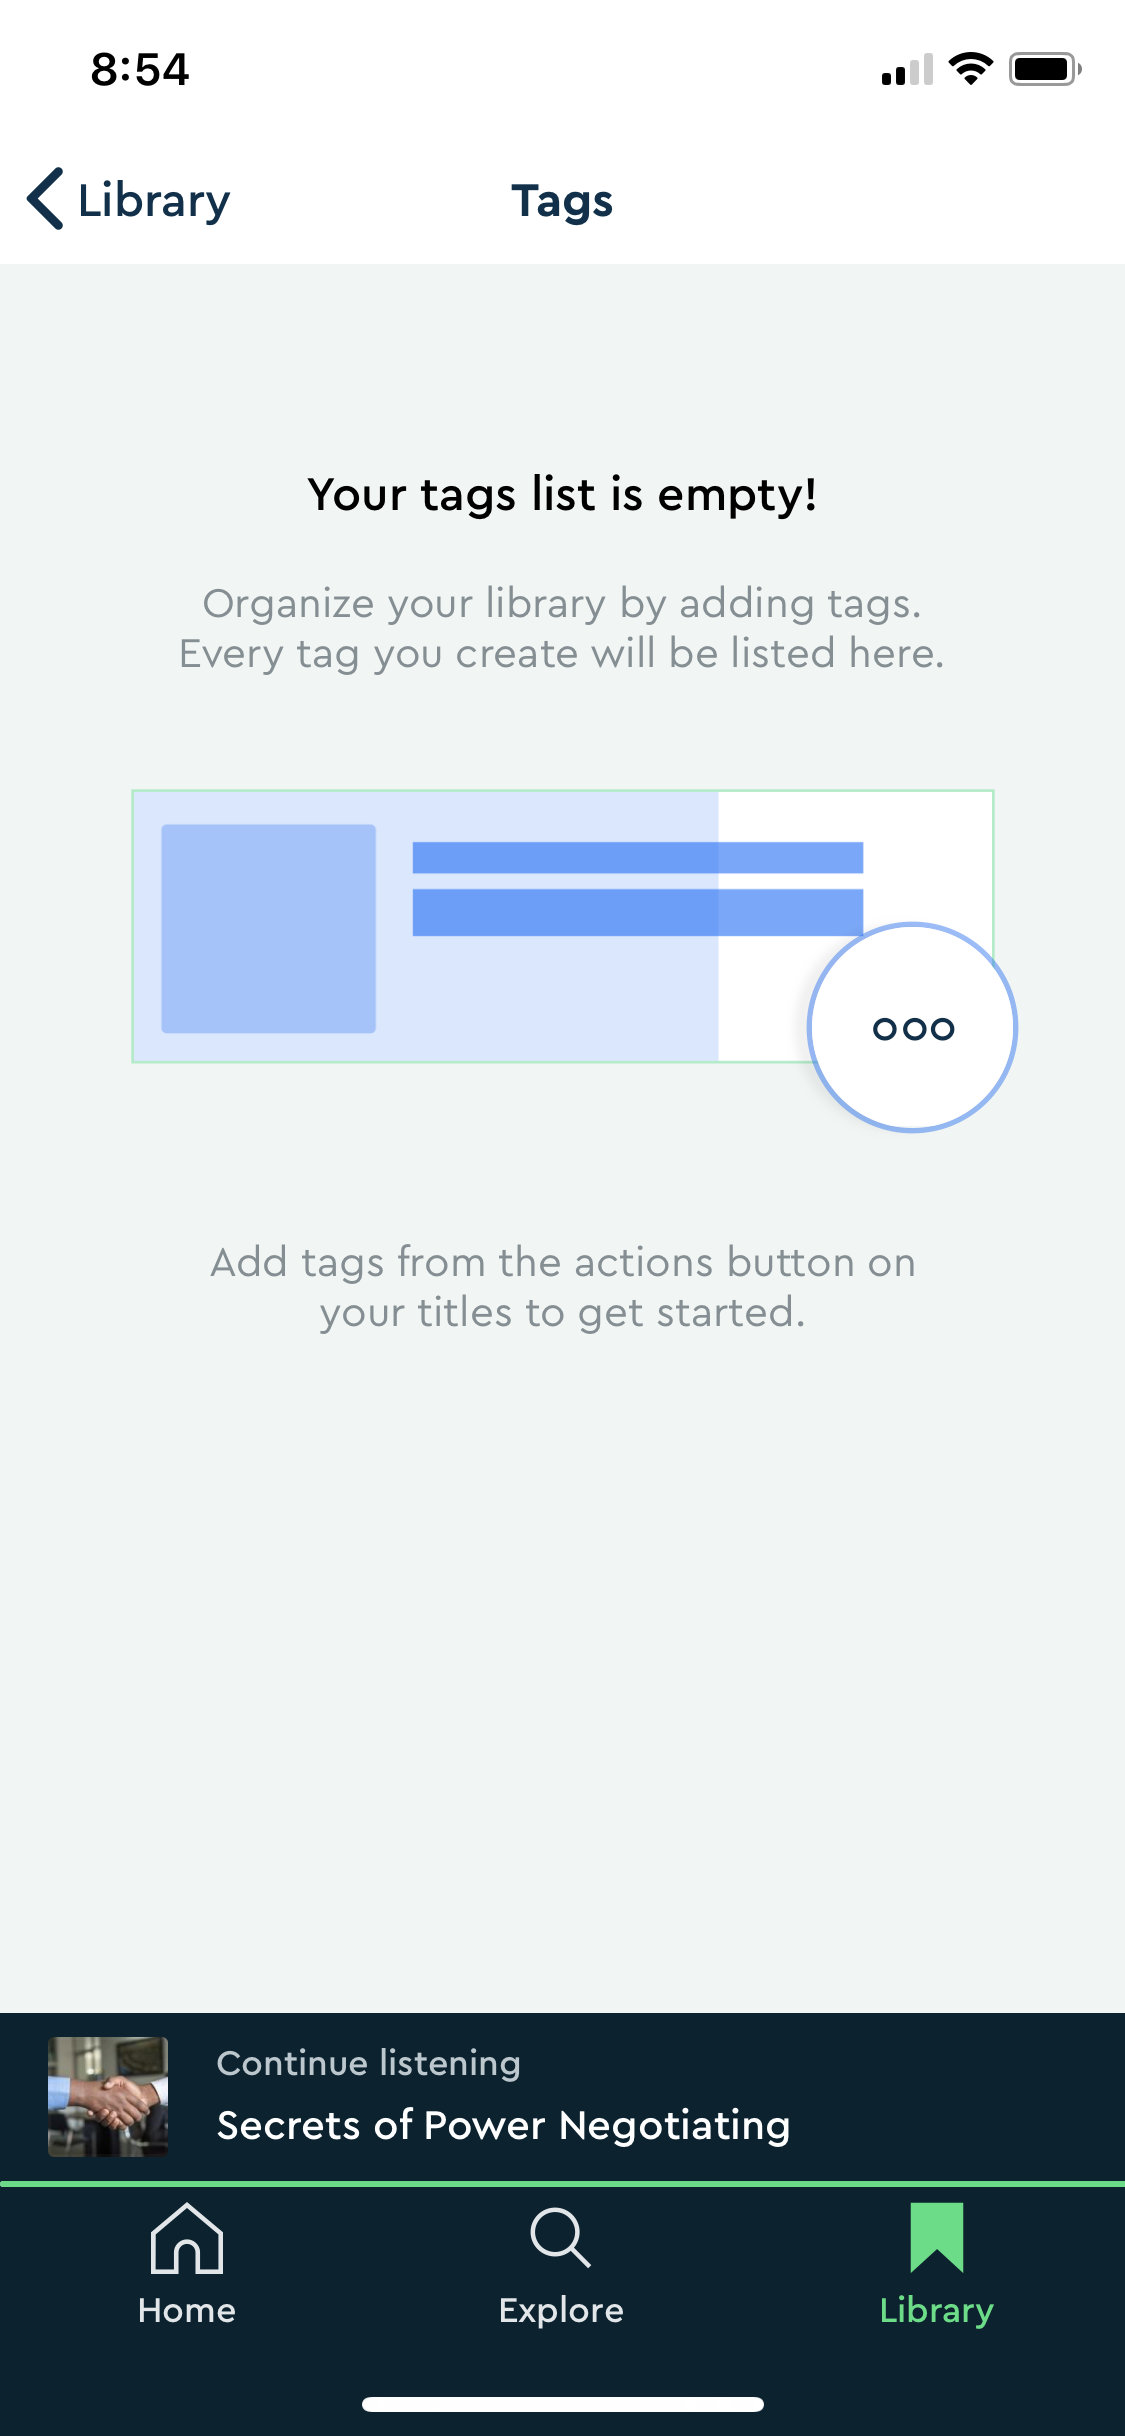 8:54
Library
Tags
Your tags list is empty!
Organize your library by adding tags.
Every tag you create will be listed here.
Add tags from the actions button on
your titles to get started.
Continue listening
Secrets of Power Negotiating
Home
Explore
Library